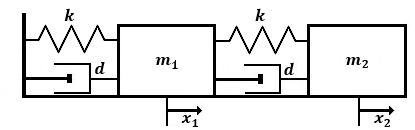 k k
d m₁ d m₂
x₁ x₂